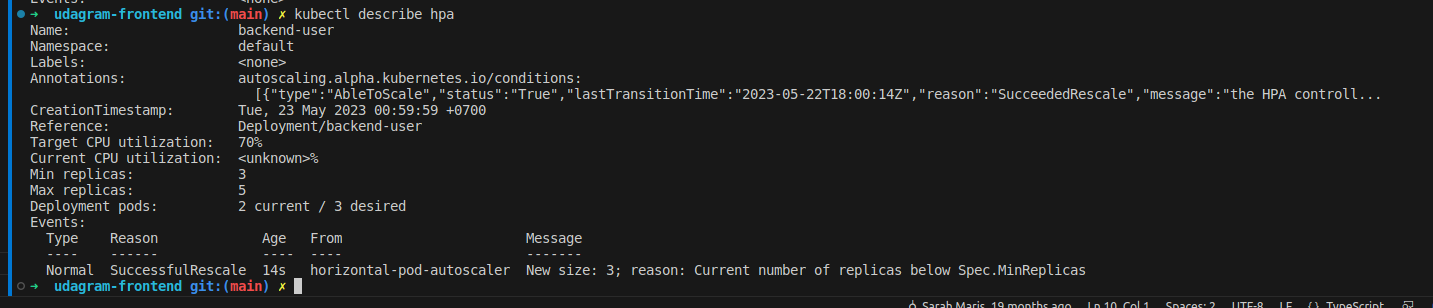 Events:                  <none>
➜  udagram-frontend git:(main) ✗ kubectl describe hpa
Name:                     backend-user
Namespace:                default
Labels:                   <none>
Annotations:              autoscaling.alpha.kubernetes.io/conditions:
                            [{"type":"AbleToScale","status":"True","lastTransitionTime":"2023-05-22T18:00:14Z","reason":"SucceededRescale","message":"the HPA controll...
CreationTimestamp:        Tue, 23 May 2023 00:59:59 +0700
Reference:                Deployment/backend-user
Target CPU utilization:   70%
Current CPU utilization:  <unknown>%
Min replicas:             3
Max replicas:             5
Deployment pods:          2 current / 3 desired
Events:
  Type    Reason             Age   From                       Message
  ----    ------             ----  ----                       -------
  Normal  SuccessfulRescale  14s   horizontal-pod-autoscaler  New size: 3; reason: Current number of replicas below Spec.MinReplicas
➜  udagram-frontend git:(main) ✗
Sarah Maris, 19 months ago   Ln 10, Col 1   Spaces: 2   UTF-8   LF   {} TypeScript